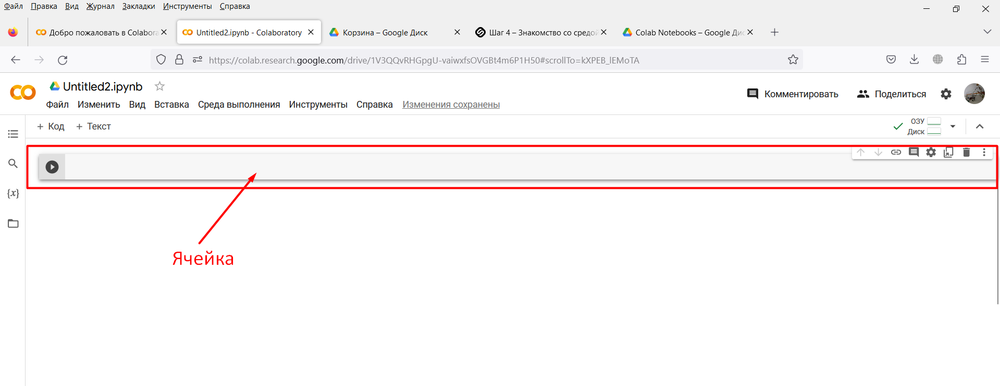 Файл Правка Вид Журнал Закладки Инструменты Справка
Добро пожаловать в Colabora Untitled2.ipynb - Colaboratory Корзина – Google Диск Шаг 4 – Знакомство со средой Colab Notebooks – Google Дис
https://colab.research.google.com/drive/1V3QQvRHGpgU-vaiwxfsOVGBt4m6P1H50#scrollTo=kXPEB_lEMoTA
Untitled2.ipynb
Комментировать Поделиться
Файл Изменить Вид Вставка Среда выполнения Инструменты Справка Изменения сохранены
+ Код + Текст
ОЗУ
Диск
{x}
Ячейка